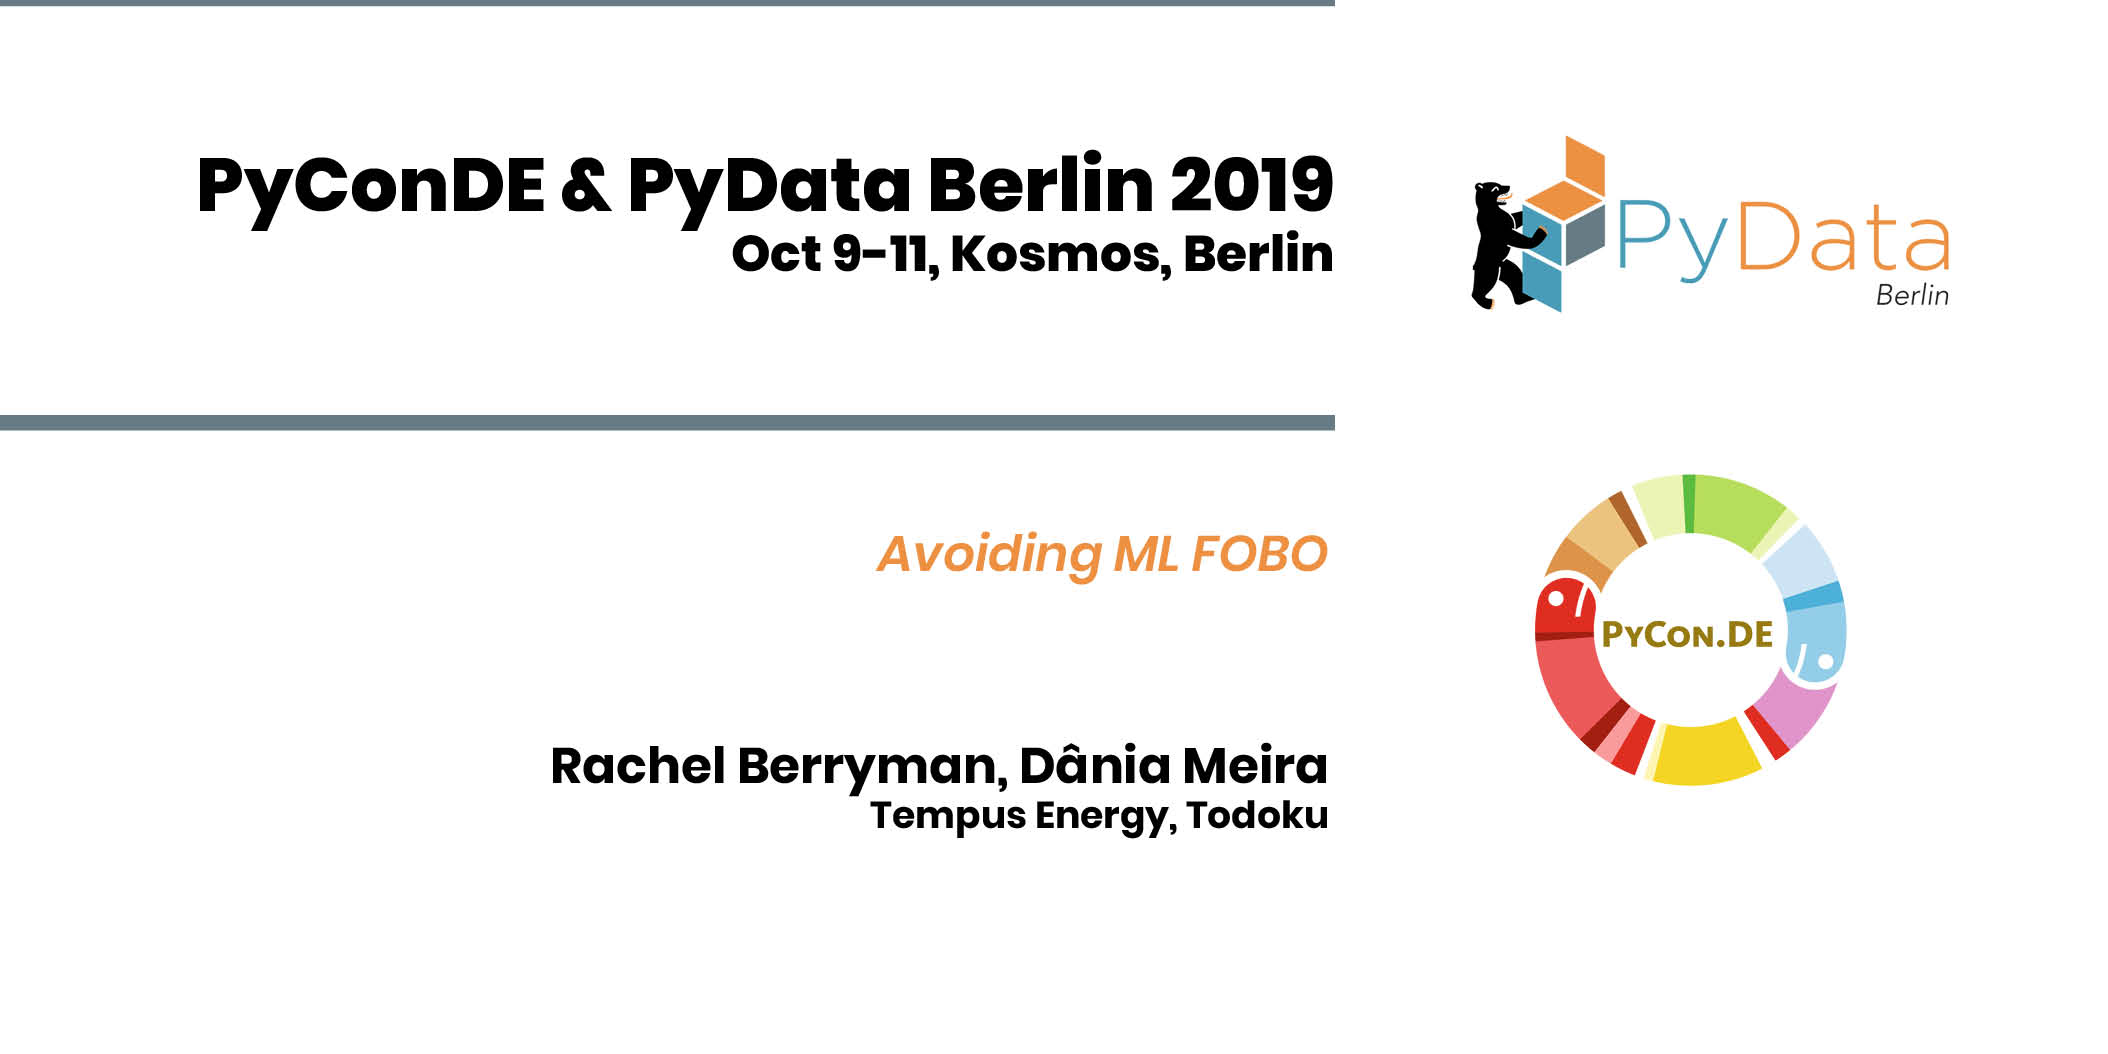 PyConDE & PyData Berlin 2019
Oct 9-11, Kosmos, Berlin
PyData
Berlin
Avoiding ML FOBO
PyCon.DE
Rachel Berryman, Dânia Meira
Tempus Energy, Todoku